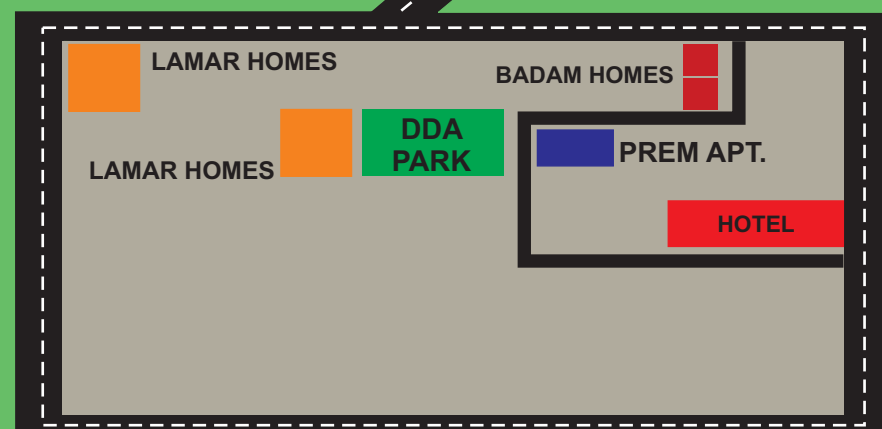 LAMAR HOMES
BADAM HOMES
DDA
PARK
PREM APT.
LAMAR HOMES
HOTEL